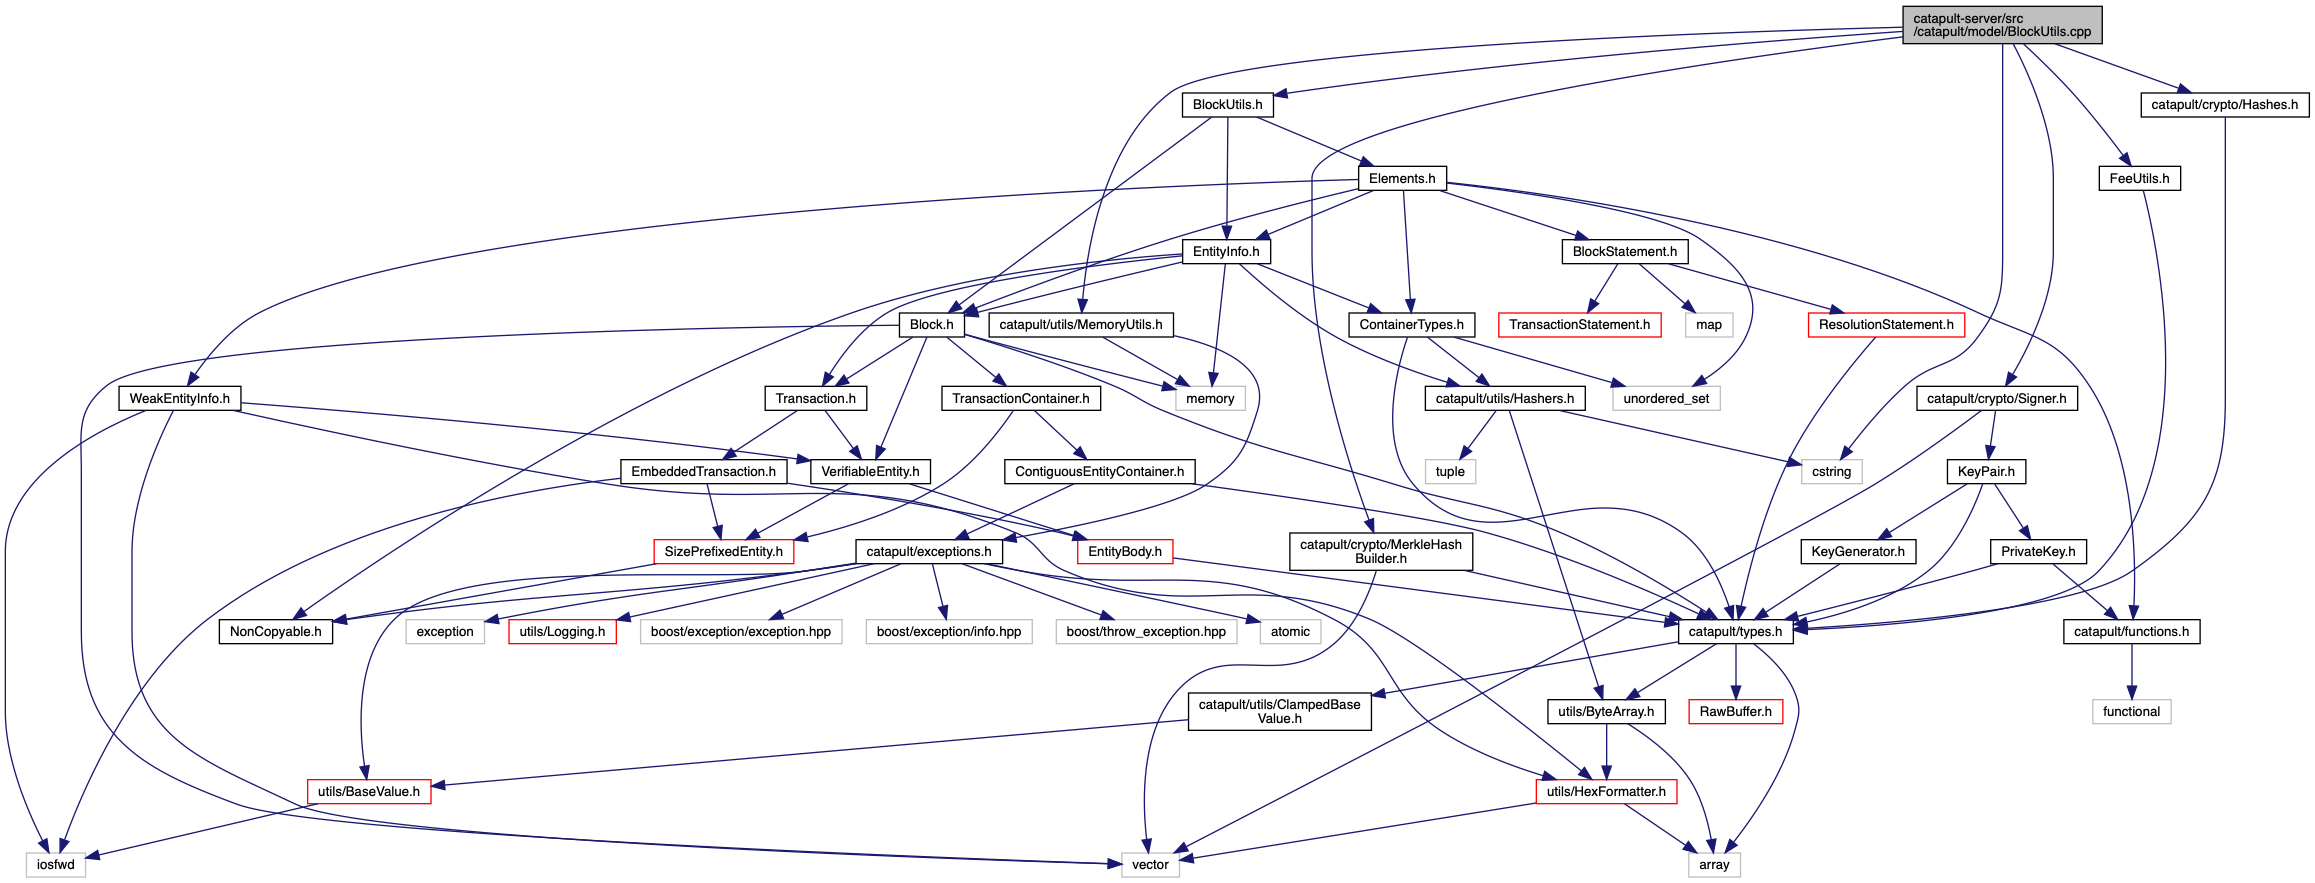 catapult-server/src
/catapult/model/BlockUtils.cpp
BlockUtils.h
catapult/crypto/Hashes.h
Elements.h
FeeUtils.h
EntityInfo.h
BlockStatement.h
Block.h
catapult/utils/MemoryUtils.h
ContainerTypes.h
TransactionStatement.h
map
ResolutionStatement.h
WeakEntityInfo.h
Transaction.h
TransactionContainer.h
memory
catapult/utils/Hashers.h
unordered_set
catapult/crypto/Signer.h
EmbeddedTransaction.h
VerifiableEntity.h
ContiguousEntityContainer.h
tuple
cstring
KeyPair.h
SizePrefixedEntity.h
catapult/exceptions.h
EntityBody.h
catapult/crypto/MerkleHash
Builder.h
KeyGenerator.h
PrivateKey.h
NonCopyable.h
exception
utils/Logging.h
boost/exception/exception.hpp
boost/exception/info.hpp
boost/throw_exception.hpp
atomic
catapult/types.h
catapult/functions.h
catapult/utils/ClampedBase
Value.h
utils/ByteArray.h
RawBuffer.h
functional
utils/BaseValue.h
utils/HexFormatter.h
iosfwd
vector
array